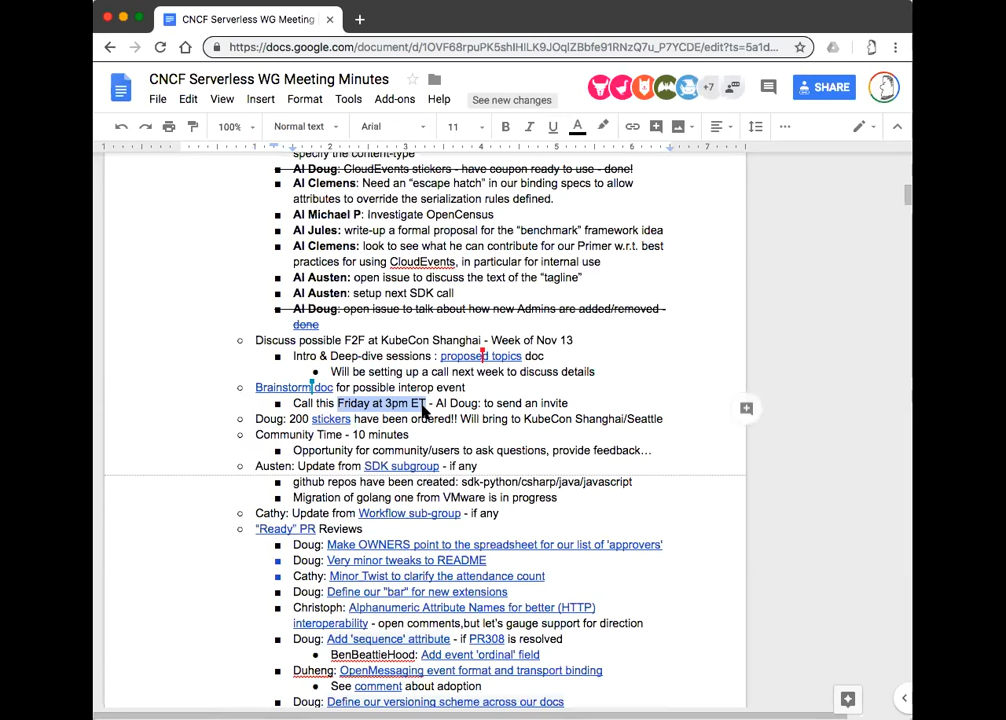 CNCF Serverless WG Meeting
https://docs.google.com/document/d/1OVF68rpuPK5shIHlLK9JOqlZBbfe91RNzQ7u_P7YCDE/edit?ts=5a1d...
CNCF Serverless WG Meeting Minutes
+7
SHARE
File Edit View Insert Format Tools Add-ons Help See new changes
100% Normal text Arial 11
1 1 2 3 4 5 6 7
specify the content-type
AI Doug: CloudEvents stickers - have coupon ready to use - done!
AI Clemens: Need an “escape hatch” in our binding specs to allow
attributes to override the serialization rules defined.
AI Michael P: Investigate OpenCensus
AI Jules: write-up a formal proposal for the “benchmark” framework idea
AI Clemens: look to see what he can contribute for our Primer w.r.t. best
practices for using CloudEvents, in particular for internal use
AI Austen: open issue to discuss the text of the “tagline”
AI Austen: setup next SDK call
AI Doug: open issue to talk about how new Admins are added/removed -
done
Discuss possible F2F at KubeCon Shanghai - Week of Nov 13
Intro & Deep-dive sessions : proposed topics doc
Will be setting up a call next week to discuss details
Brainstorm doc for possible interop event
Call this Friday at 3pm ET - AI Doug: to send an invite
Doug: 200 stickers have been ordered!! Will bring to KubeCon Shanghai/Seattle
Community Time - 10 minutes
Opportunity for community/users to ask questions, provide feedback…
Austen: Update from SDK subgroup - if any
github repos have been created: sdk-python/csharp/java/javascript
Migration of golang one from VMware is in progress
Cathy: Update from Workflow sub-group - if any
“Ready” PR Reviews
Doug: Make OWNERS point to the spreadsheet for our list of 'approvers'
Doug: Very minor tweaks to README
Cathy: Minor Twist to clarify the attendance count
Doug: Define our "bar" for new extensions
Christoph: Alphanumeric Attribute Names for better (HTTP)
interoperability - open comments,but let’s gauge support for direction
Doug: Add 'sequence' attribute - if PR308 is resolved
BenBeattieHood: Add event 'ordinal' field
Duheng: OpenMessaging event format and transport binding
See comment about adoption
Doug: Define our versioning scheme across our docs